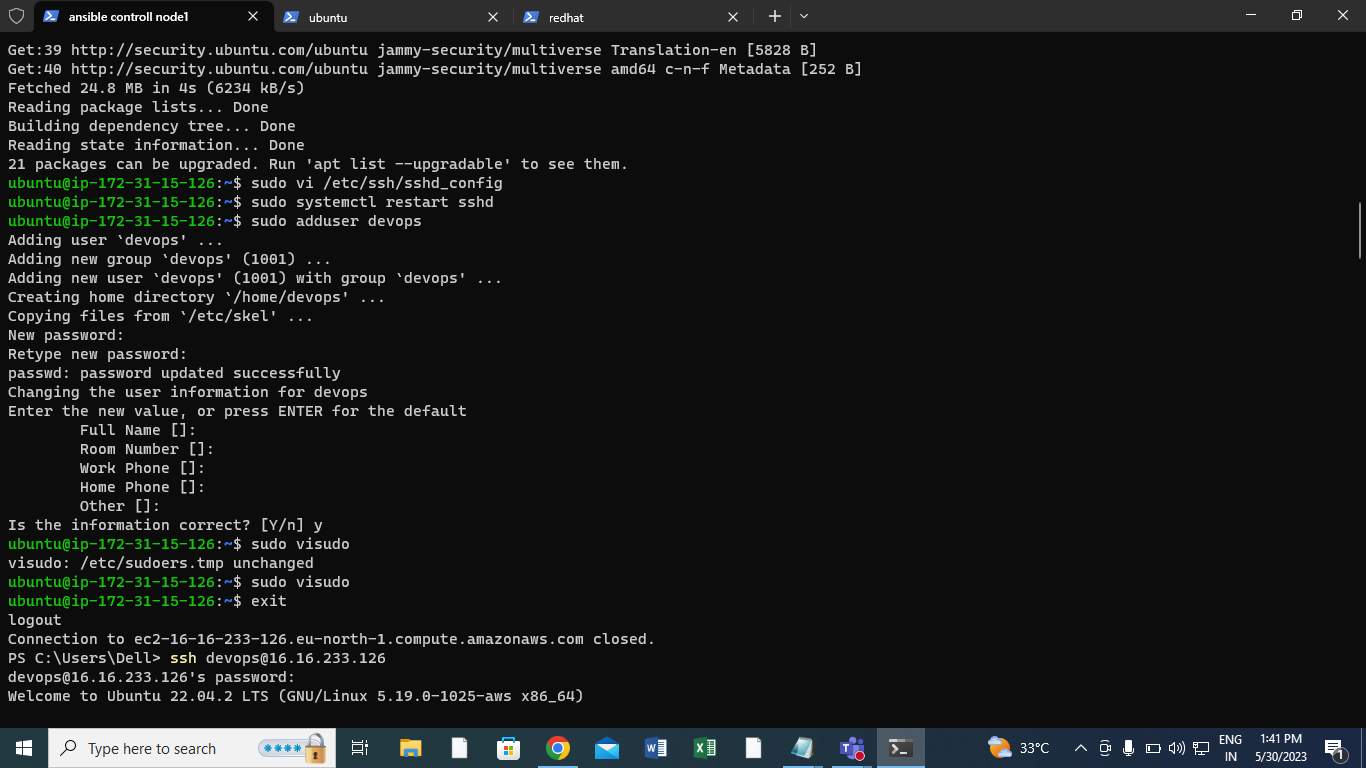 ansible controll node1
ubuntu
redhat
Get:39 http://security.ubuntu.com/ubuntu jammy-security/multiverse Translation-en [5828 B]
Get:40 http://security.ubuntu.com/ubuntu jammy-security/multiverse amd64 c-n-f Metadata [252 B]
Fetched 24.8 MB in 4s (6234 kB/s)
Reading package lists... Done
Building dependency tree... Done
Reading state information... Done
21 packages can be upgraded. Run 'apt list --upgradable' to see them.
ubuntu@ip-172-31-15-126:~$ sudo vi /etc/ssh/sshd_config
ubuntu@ip-172-31-15-126:~$ sudo systemctl restart sshd
ubuntu@ip-172-31-15-126:~$ sudo adduser devops
Adding user `devops' ...
Adding new group `devops' (1001) ...
Adding new user `devops' (1001) with group `devops' ...
Creating home directory `/home/devops' ...
Copying files from `/etc/skel' ...
New password:
Retype new password:
passwd: password updated successfully
Changing the user information for devops
Enter the new value, or press ENTER for the default
        Full Name []:
        Room Number []:
        Work Phone []:
        Home Phone []:
        Other []:
Is the information correct? [Y/n] y
ubuntu@ip-172-31-15-126:~$ sudo visudo
visudo: /etc/sudoers.tmp unchanged
ubuntu@ip-172-31-15-126:~$ sudo visudo
ubuntu@ip-172-31-15-126:~$ exit
logout
Connection to ec2-16-16-233-126.eu-north-1.compute.amazonaws.com closed.
PS C:\Users\Dell> ssh devops@16.16.233.126
devops@16.16.233.126's password:
Welcome to Ubuntu 22.04.2 LTS (GNU/Linux 5.19.0-1025-aws x86_64)
Type here to search
33°C
ENG
IN
1:41 PM
5/30/2023
1